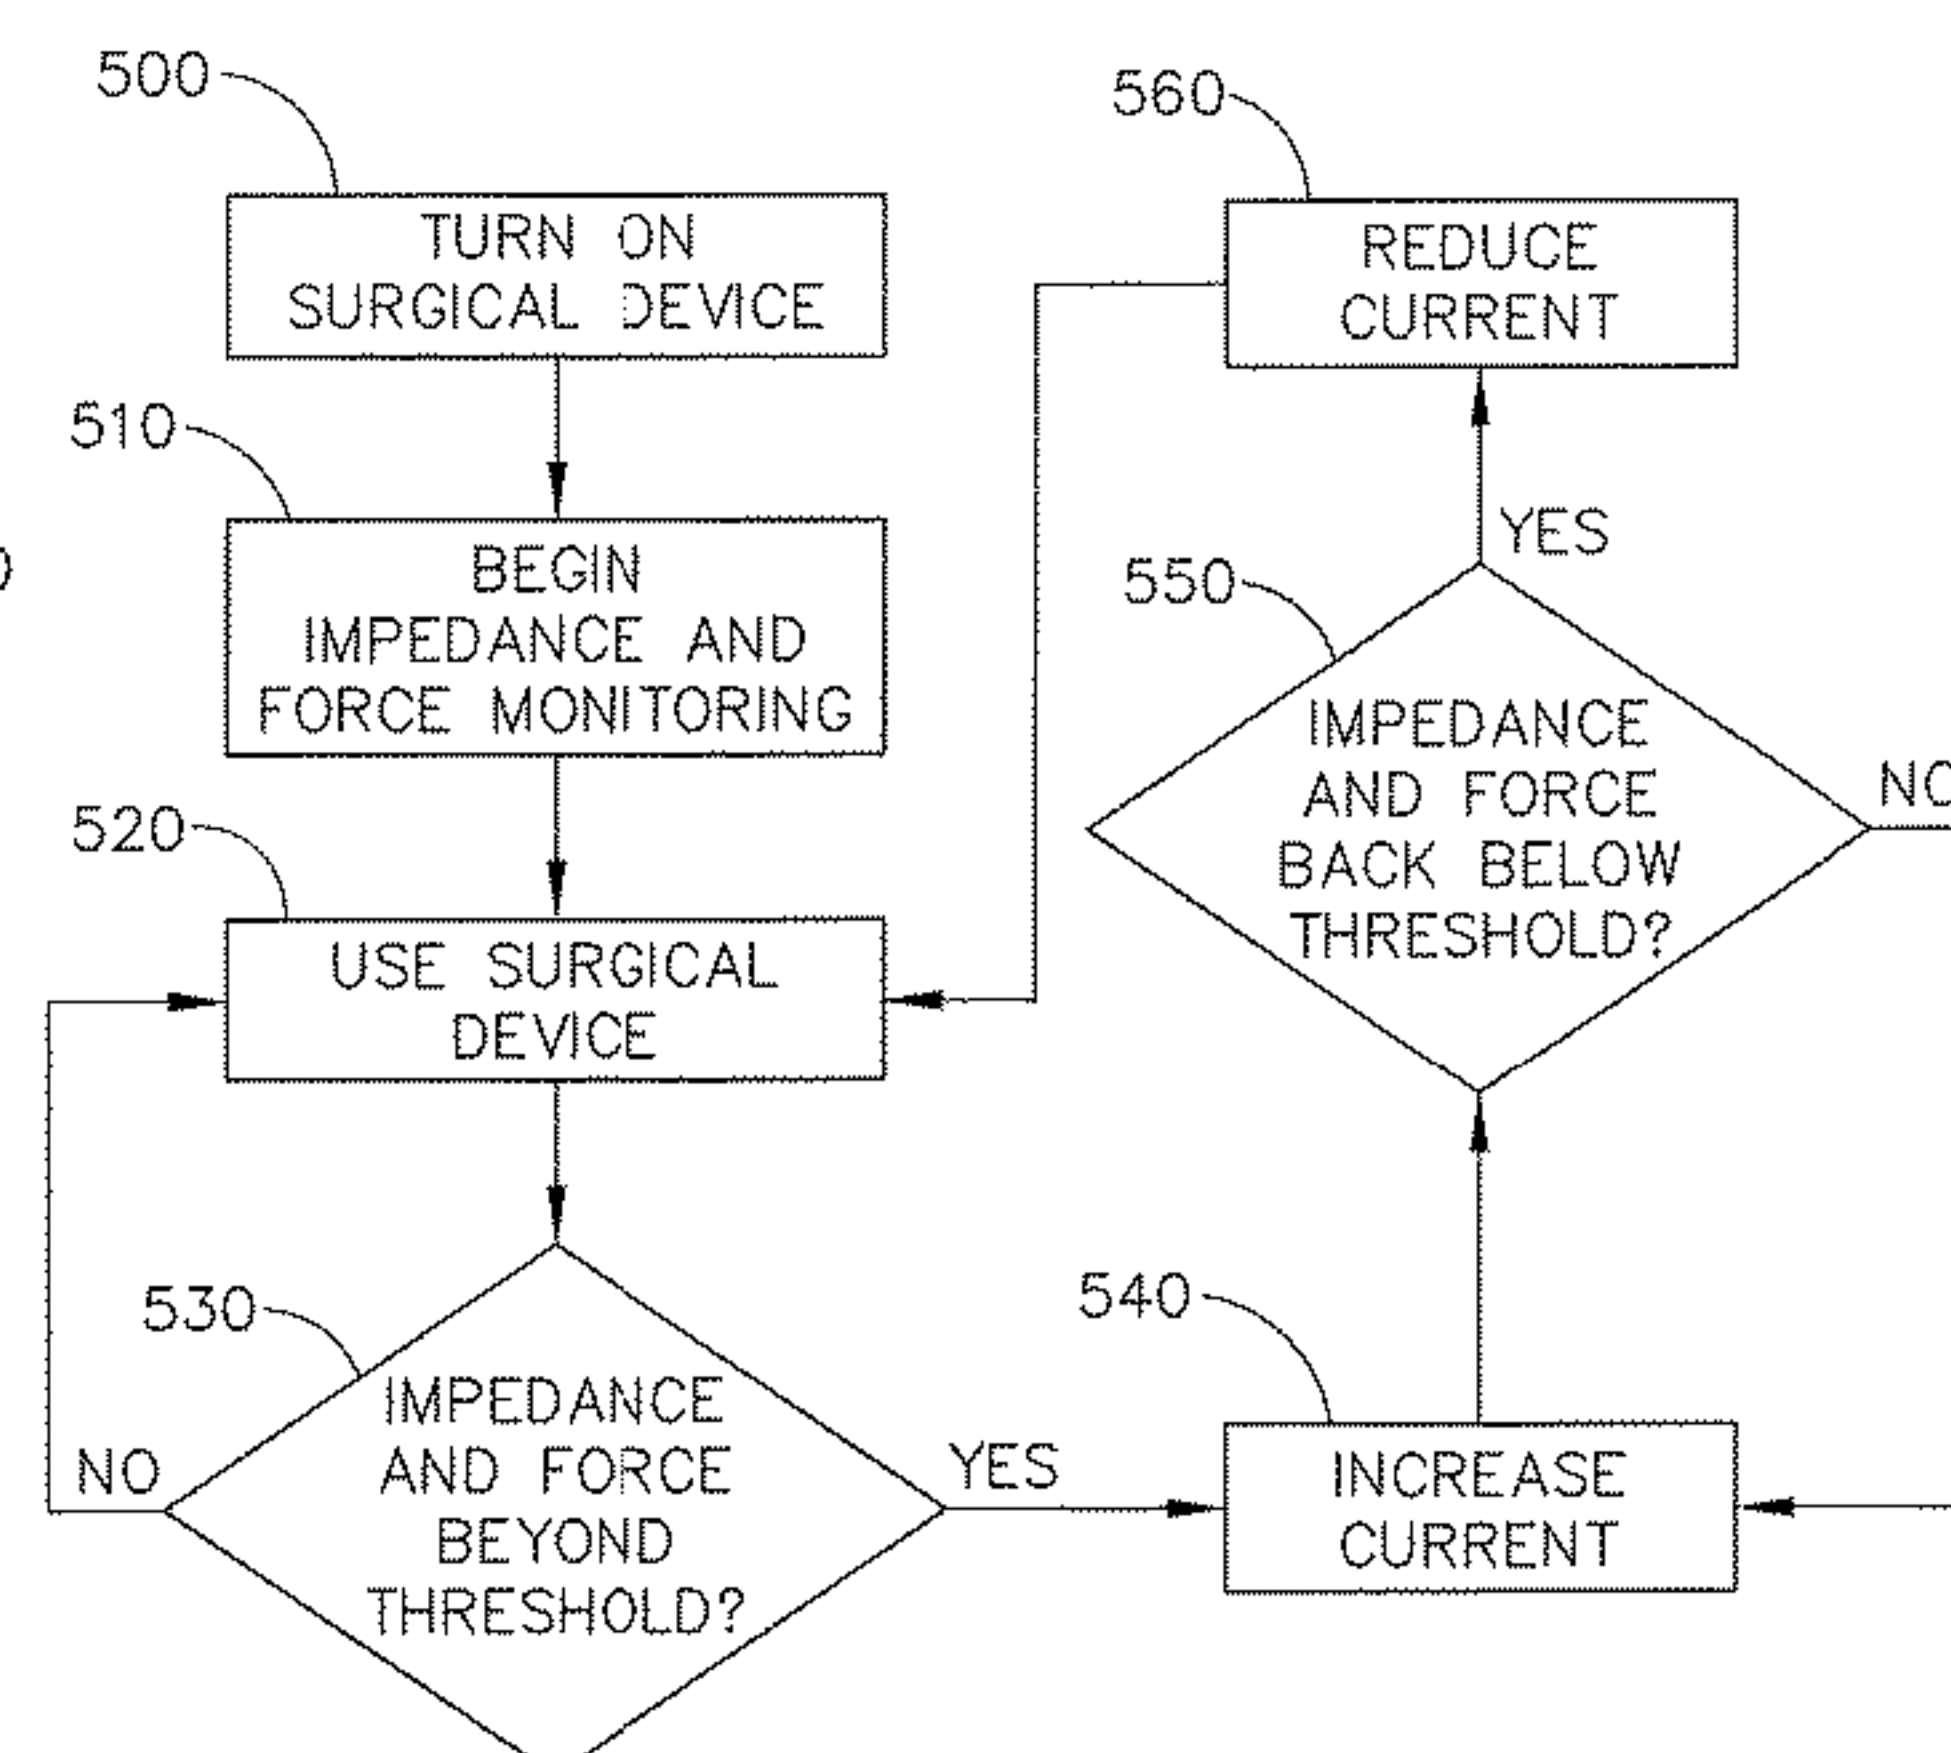 500
TURN ON
SURGICAL DEVICE
510
BEGIN
IMPEDANCE AND
FORCE MONITORING
520
USE SURGICAL
DEVICE
530
IMPEDANCE
AND FORCE
BEYOND
THRESHOLD?
NO
YES
540
INCREASE
CURRENT
550
IMPEDANCE
AND FORCE
BACK BELOW
THRESHOLD?
YES
NO
560
REDUCE
CURRENT